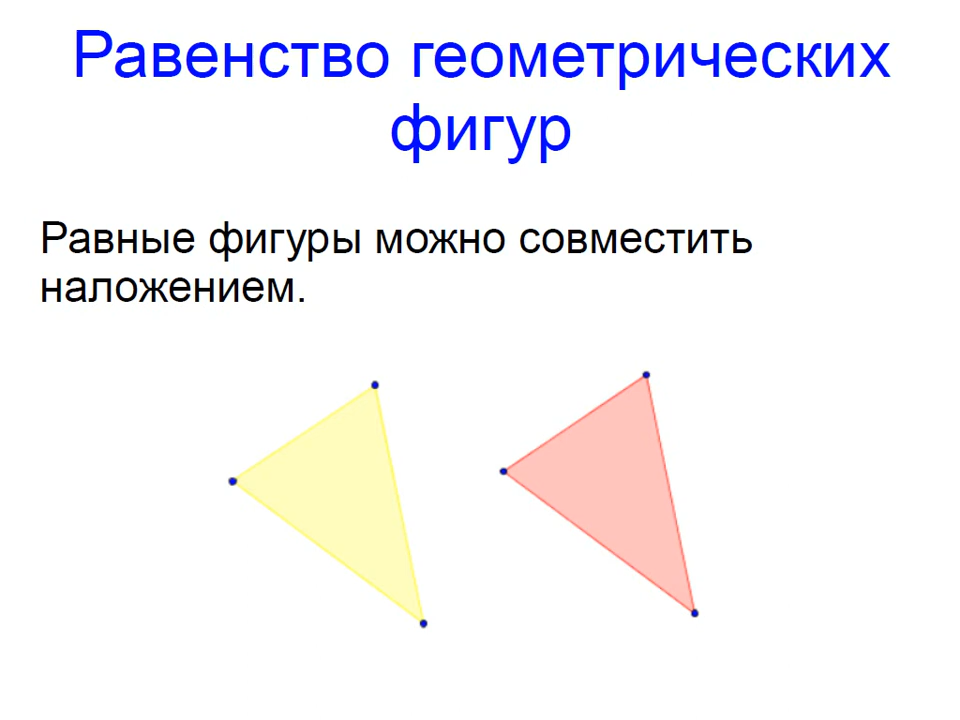 Равенство геометрических
фигур
Равные фигуры можно совместить
наложением.